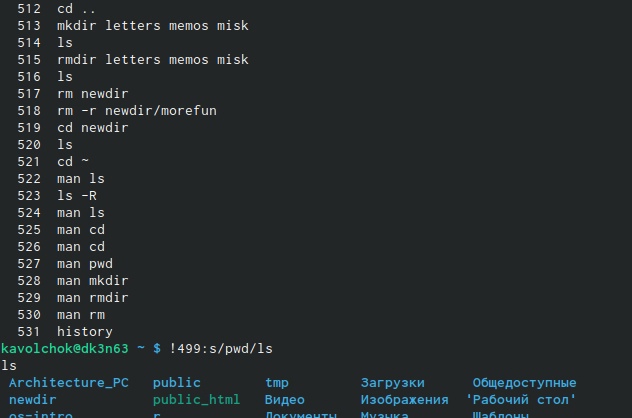 512 cd ..
513 mkdir letters memos misk
514 ls
515 rmdir letters memos misk
516 ls
517 rm newdir
518 rm -r newdir/morefun
519 cd newdir
520 ls
521 cd ~
522 man ls
523 ls -R
524 man ls
525 man cd
526 man cd
527 man pwd
528 man mkdir
529 man rmdir
530 man rm
531 history
kavolchok@dk3n63 ~ $ !499:s/pwd/ls
ls
Architecture_PC public tmp Загрузки Общедоступные
newdir public_html Видео Изображения 'Рабочий стол'
os-intro r Документы Музыка Шаблоны